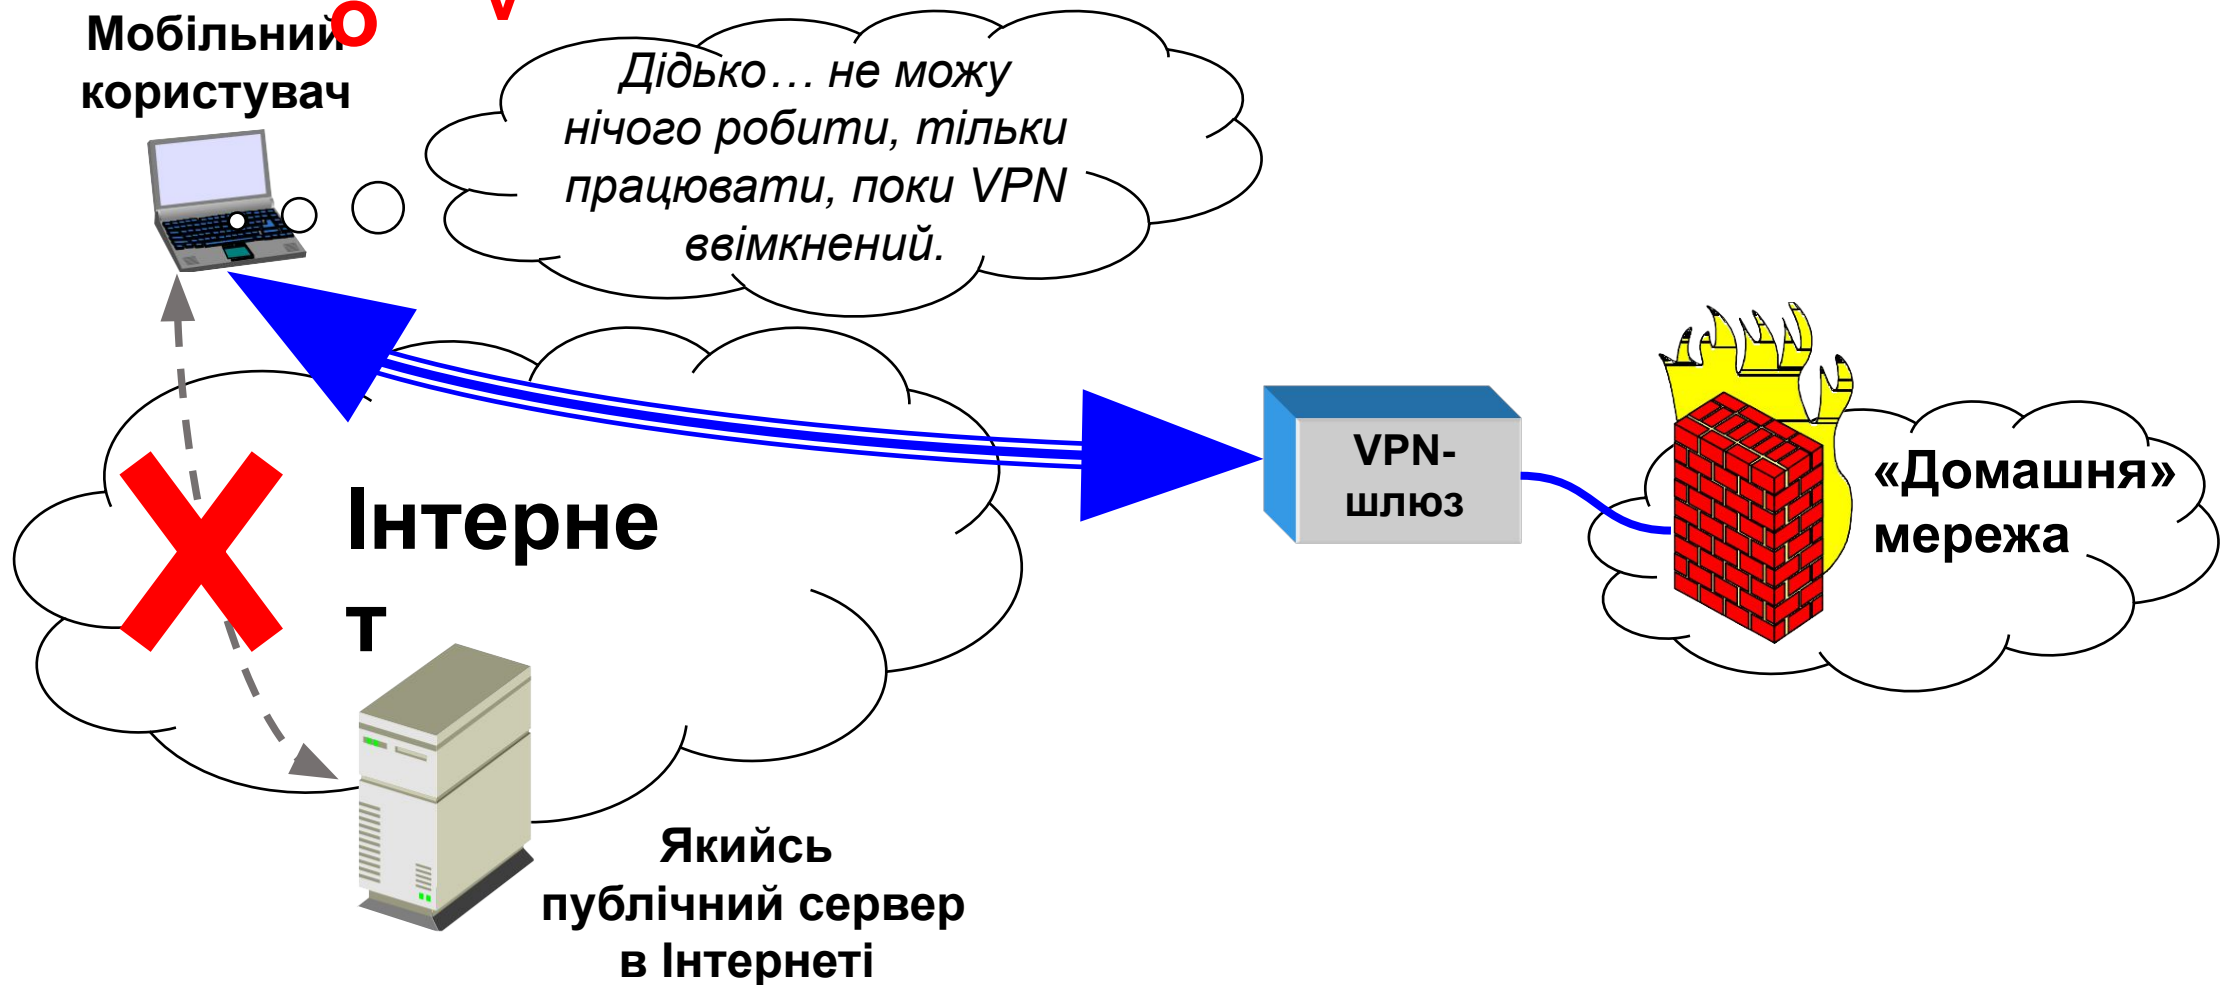 о
Мобільний
користувач
Дідько… не можу
нічого робити, тільки
працювати, поки VPN
ввімкнений.
VPN-
шлюз
«Домашня»
мережа
Інтерне
т
Якийсь
публічний сервер
в Інтернеті